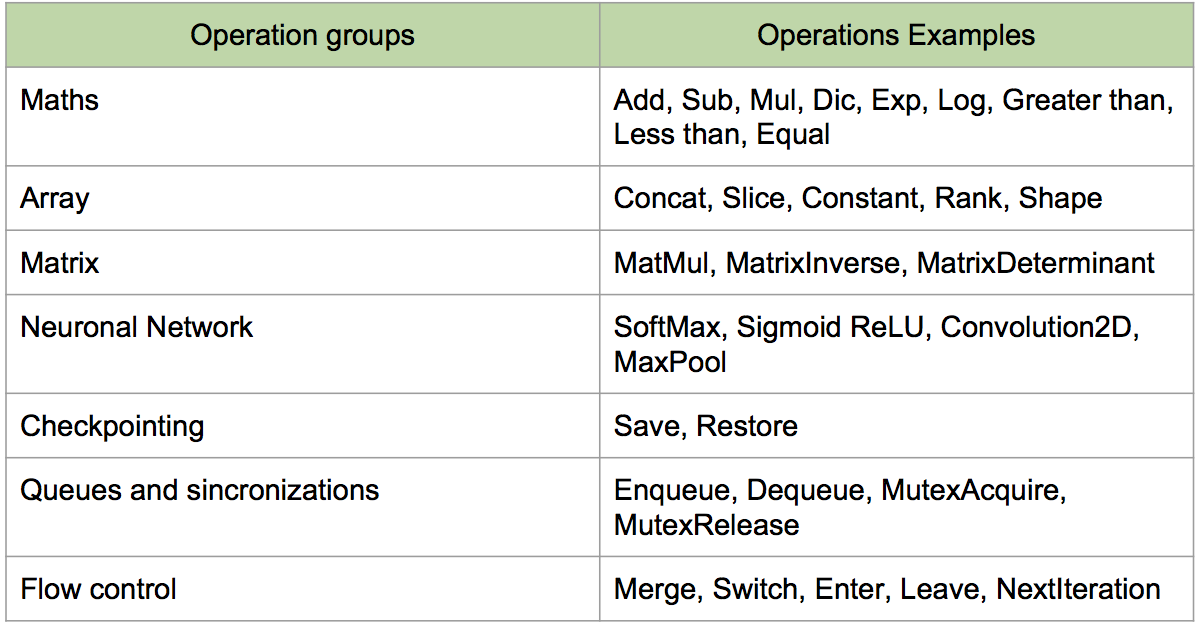 Operation groups
Operations Examples
Maths
Add, Sub, Mul, Dic, Exp, Log, Greater than,
Less than, Equal
Array
Concat, Slice, Constant, Rank, Shape
Matrix
MatMul, MatrixInverse, MatrixDeterminant
Neuronal Network
SoftMax, Sigmoid ReLU, Convolution2D,
MaxPool
Checkpointing
Save, Restore
Queues and sincronizations
Enqueue, Dequeue, MutexAcquire,
MutexRelease
Flow control
Merge, Switch, Enter, Leave, NextIteration